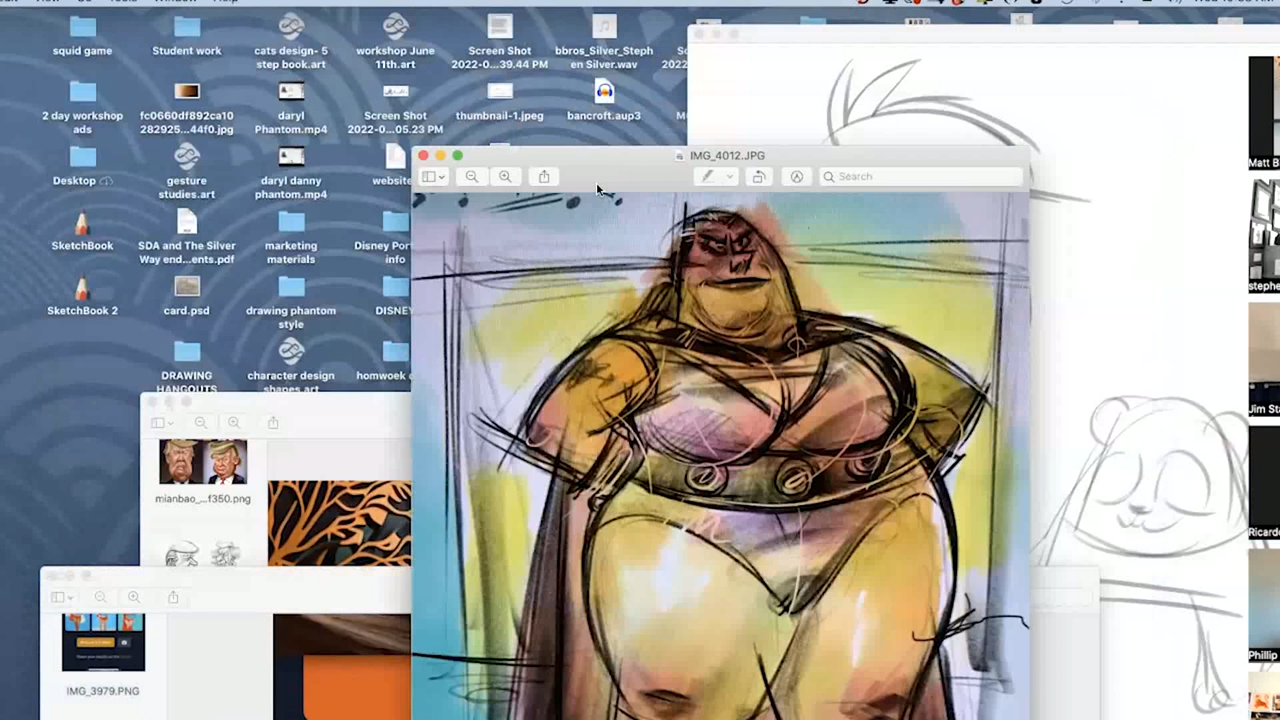 squid game
Student work
cats design- 5
step book.art
workshop June
11th.art
Screen Shot
2022-0...39.44 PM
bbros_Silver_Steph
en Silver.wav
2 day workshop
ads
fc0660df892ca10
282925...44f0.jpg
daryl
Phantom.mp4
Screen Shot
2022-0...05.23 PM
thumbnail-1.jpeg
bancroft.aup3
IMG_4012.JPG
Search
Matt B
Desktop
gesture
studies.art
daryl danny
phantom.mp4
website
SketchBook
SDA and The Silver
Way end...ents.pdf
marketing
materials
Disney Por
info
stephe
SketchBook 2
card.psd
drawing phantom
style
DISNE
DRAWING
HANGOUTS
character design
shapes.art
homwoek
Jim Sta
mianbao_...f350.png
Ricardo
Phillip
IMG_3979.PNG